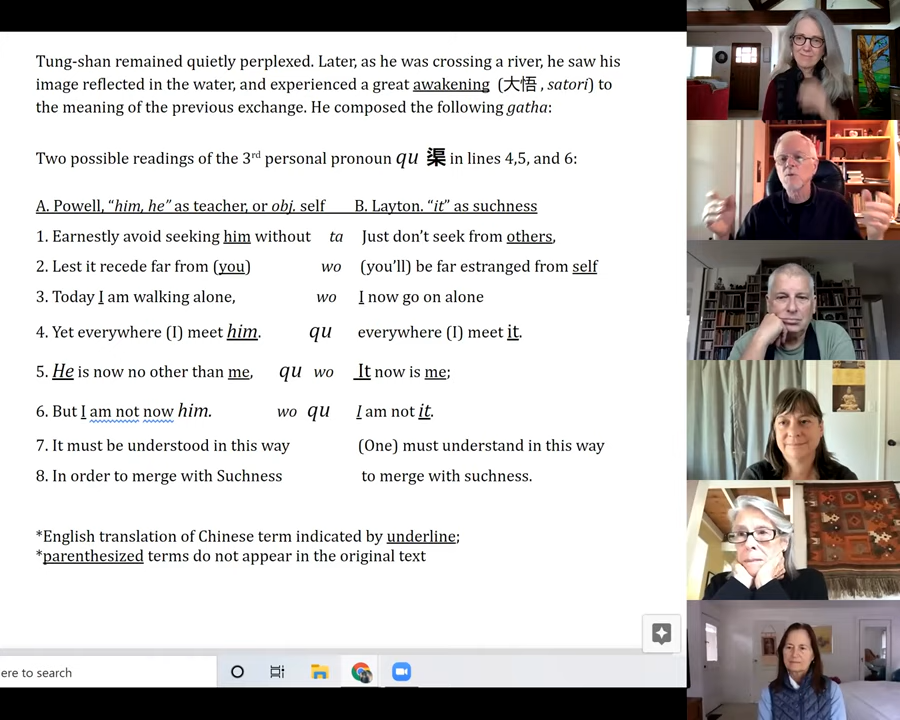 Tung-shan remained quietly perplexed. Later, as he was crossing a river, he saw his
image reflected in the water, and experienced a great awakening (大悟 , satori) to
the meaning of the previous exchange. He composed the following gatha:
Two possible readings of the 3rd personal pronoun qu 渠 in lines 4,5, and 6:
A. Powell, “him, he” as teacher, or obj. self B. Layton. “it” as suchness
1. Earnestly avoid seeking him without ta Just don’t seek from others,
2. Lest it recede far from (you) wo (you’ll) be far estranged from self
3. Today I am walking alone, wo I now go on alone
4. Yet everywhere (I) meet him. qu everywhere (I) meet it.
5. He is now no other than me, qu wo It now is me;
6. But I am not now him. wo qu I am not it.
7. It must be understood in this way (One) must understand in this way
8. In order to merge with Suchness to merge with suchness.
*English translation of Chinese term indicated by underline;
*parenthesized terms do not appear in the original text
ere to search